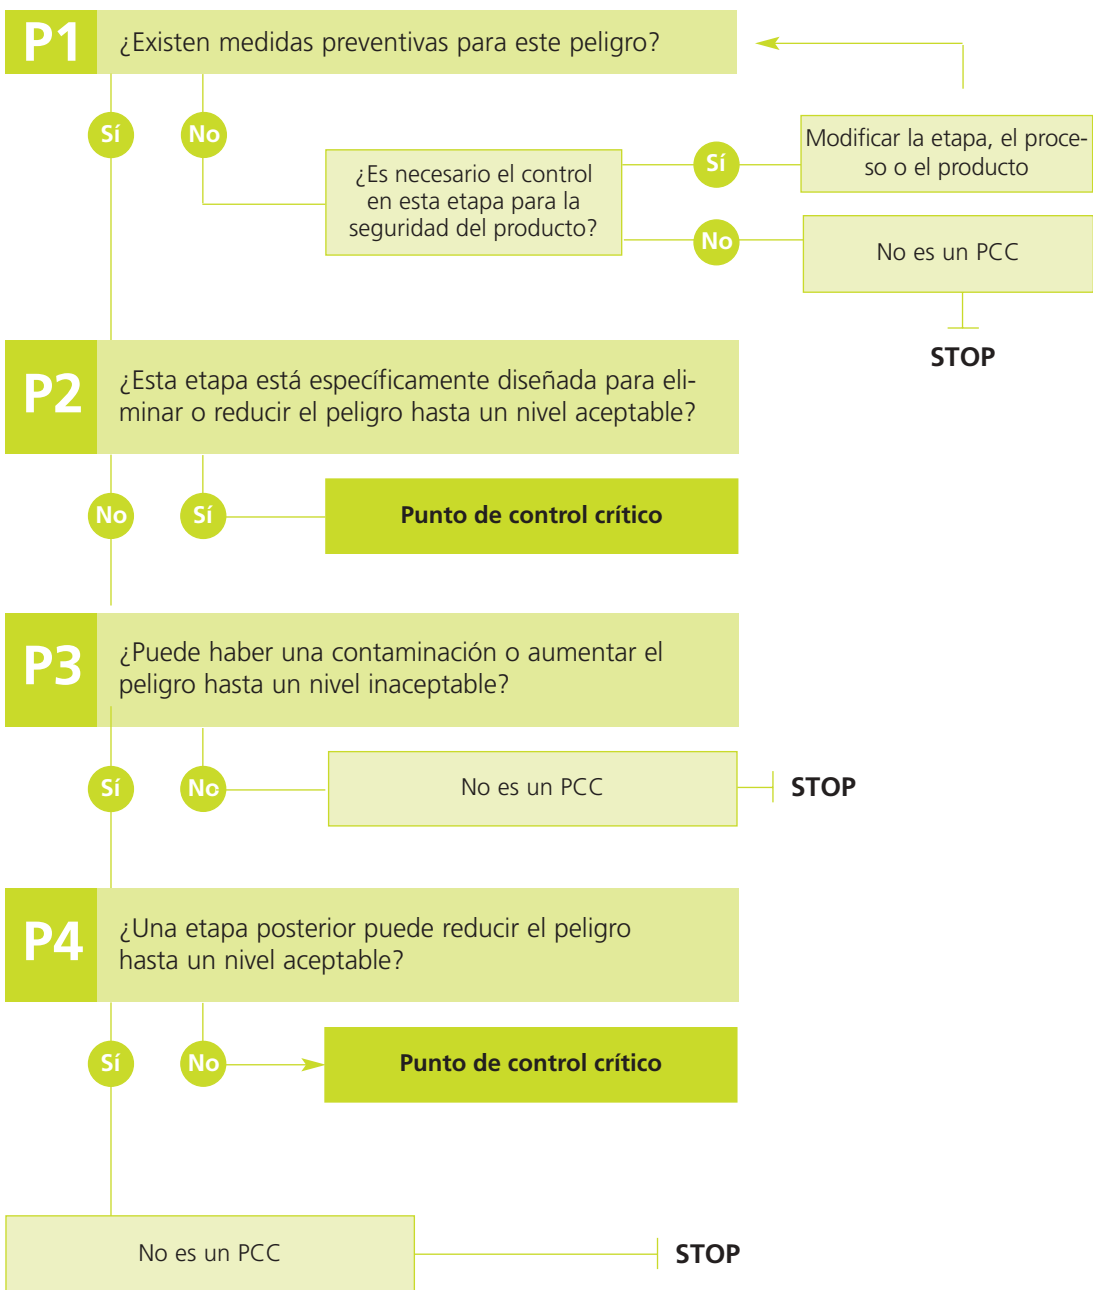 P1
¿Existen medidas preventivas para este peligro?
Sí
No
¿Es necesario el control
en esta etapa para la
seguridad del producto?
Sí
Modificar la etapa, el proce-
so o el producto
No
No es un PCC
STOP
P2
¿Esta etapa está específicamente diseñada para eli-
minar o reducir el peligro hasta un nivel aceptable?
No
Sí
Punto de control crítico
P3
¿Puede haber una contaminación o aumentar el
peligro hasta un nivel inaceptable?
Sí
No
No es un PCC
STOP
P4
¿Una etapa posterior puede reducir el peligro
hasta un nivel aceptable?
Sí
No
Punto de control crítico
No es un PCC
STOP